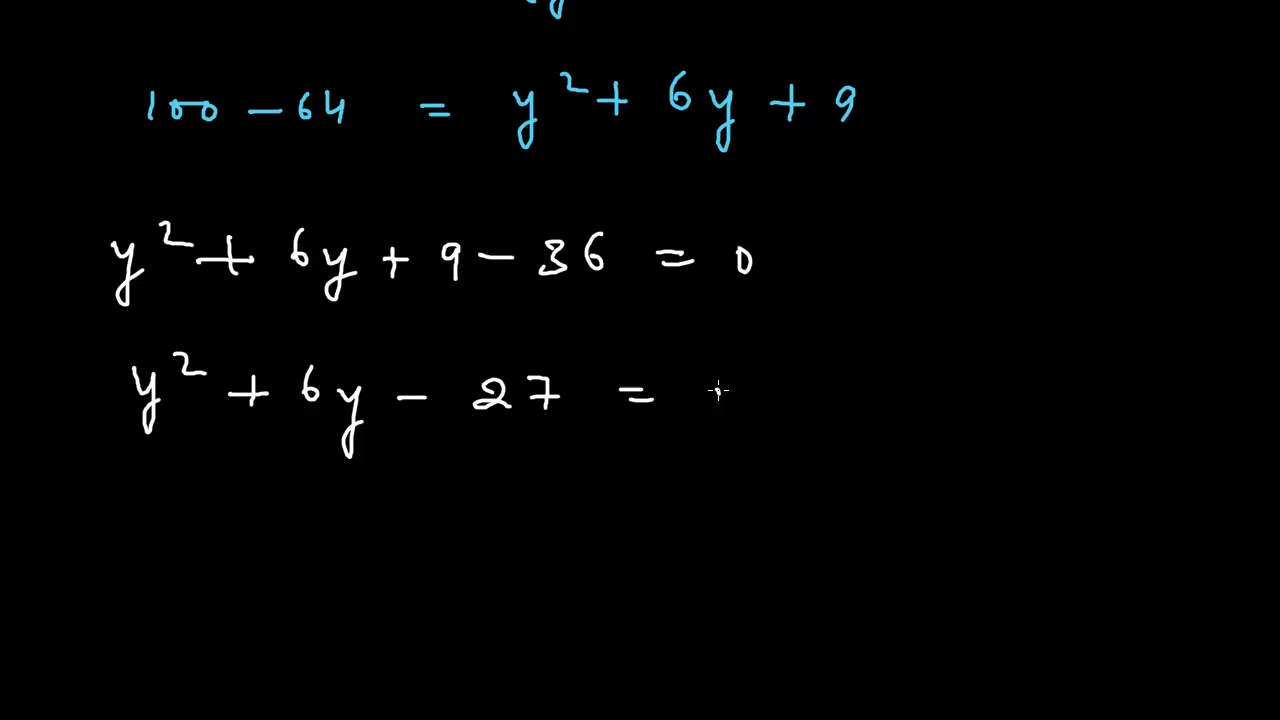 100 - 64 = y² + 6y + 9
y² + 6y + 9 - 36 = 0
y² + 6y - 27 =